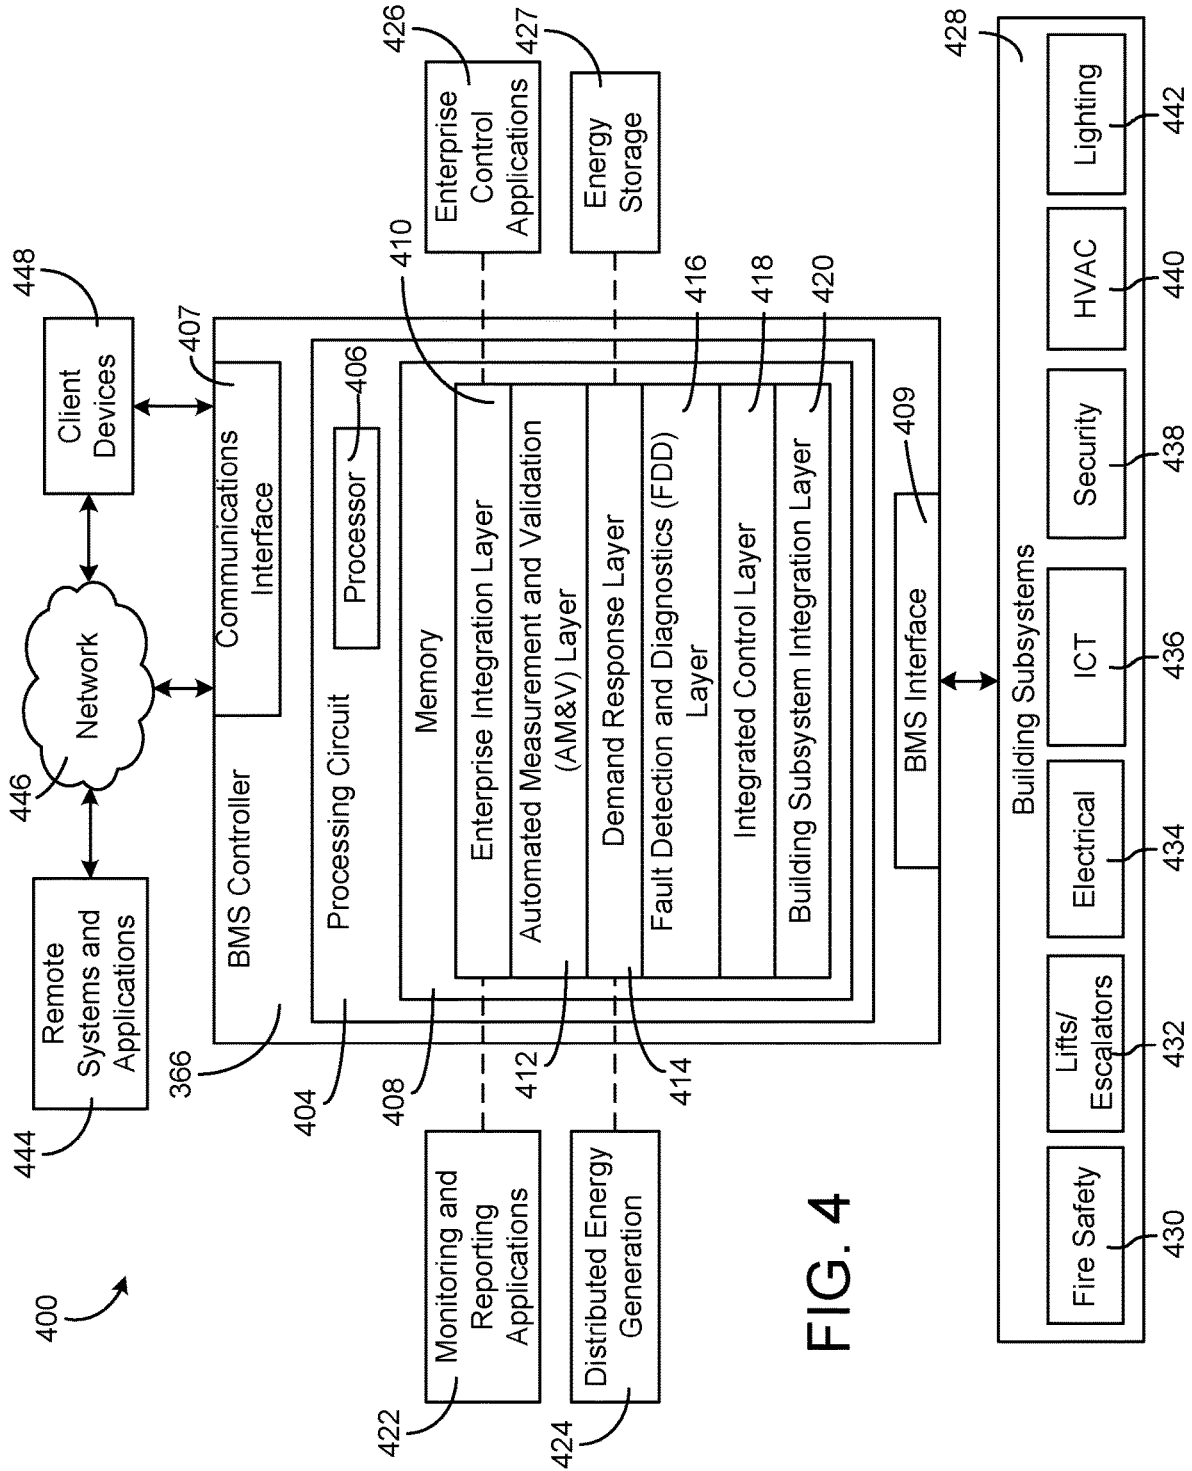 400
444
Remote
Systems and
Applications
446
Network
448
Client
Devices
366
BMS Controller
Communications
Interface
407
404
Processing Circuit
Processor
406
408
Memory
410
Enterprise Integration Layer
Automated Measurement and Validation
(AM&V) Layer
412
Demand Response Layer
414
Fault Detection and Diagnostics (FDD)
Layer
416
Integrated Control Layer
418
Building Subsystem Integration Layer
420
422
Monitoring and
Reporting
Applications
424
Distributed Energy
Generation
426
Enterprise
Control
Applications
427
Energy
Storage
BMS Interface
409
Building Subsystems
428
Fire Safety
Lifts/
Escalators
Electrical
ICT
Security
HVAC
Lighting
430
432
434
436
438
440
442
FIG. 4